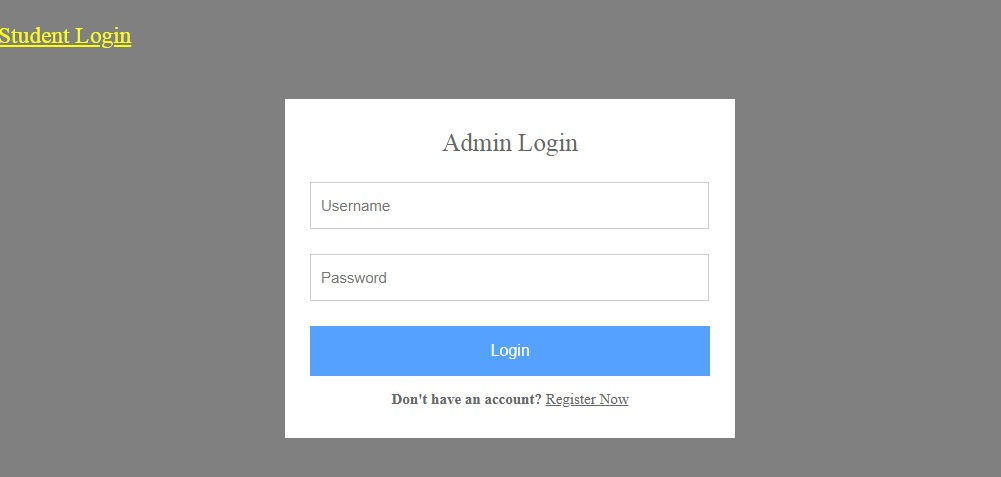 Student Login
Admin Login
Username
Password
Login
Don't have an account? Register Now